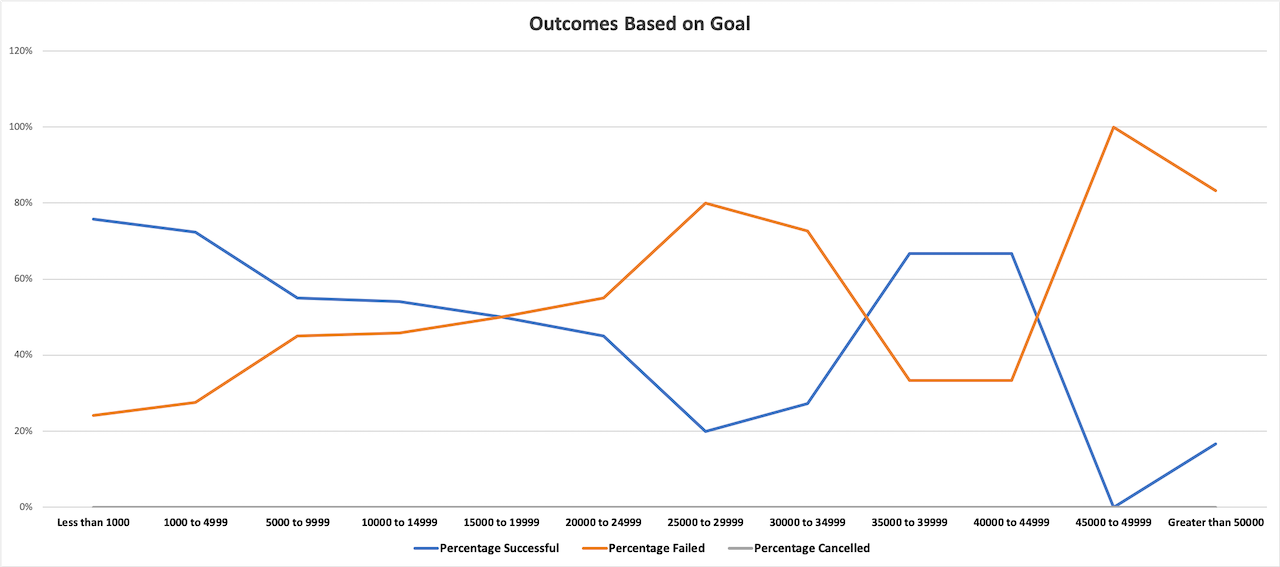 Outcomes Based on Goal
120%
100%
80%
60%
40%
20%
0%
Less than 1000 1000 to 4999 5000 to 9999 10000 to 14999 15000 to 19999 20000 to 24999 25000 to 29999 30000 to 34999 35000 to 39999 40000 to 44999 45000 to 49999 Greater than 50000
Percentage Successful Percentage Failed Percentage Cancelled